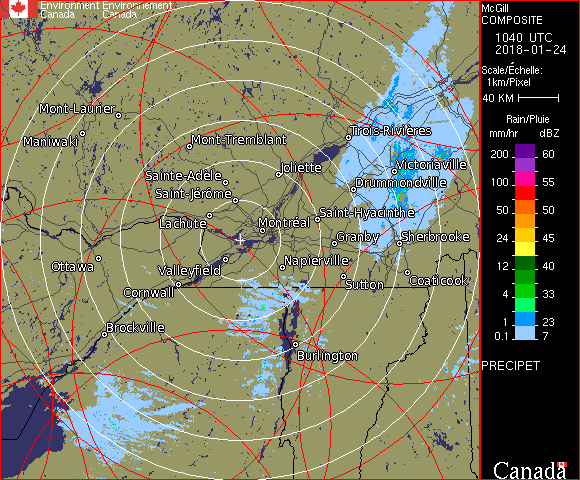 Environment Environnement
Canada Canada
Mont-Laurier
Maniwaki
Mont-Tremblant
Trois-Rivières
Sainte-Adèle
Joliette
Victoriaville
Saint-Jérôme
Drummondville
Lachute
Montréal
Saint-Hyacinthe
Granby
Sherbrooke
Ottawa
Valleyfield
Napierville
Cornwall
Sutton
Coaticook
Brockville
Burlington
McGill
COMPOSITE
1040 UTC
2018-01-24
Scale/Échelle:
1km/Pixel
40 KM
Rain/Pluie
mm/hr dBZ
200 60
100 55
50 50
24 45
12 40
4 33
1 23
0.1 7
PRECIPET
Canada